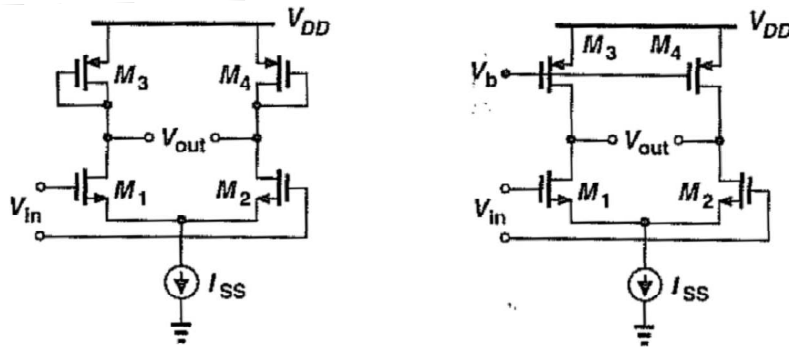 V_DD
M_3
M_4
V_out
M_1
M_2
V_in
I_SS
V_DD
M_3
M_4
V_b
V_out
M_1
M_2
V_in
I_SS